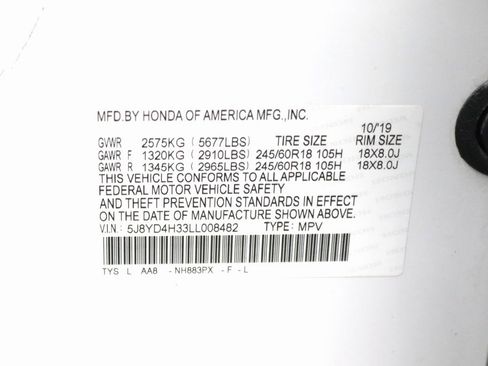 MFD.BY HONDA OF AMERICA MFG.,INC.
10/'19
GVWR 2575KG ( 5677LBS) TIRE SIZE RIM SIZE
GAWR F 1320KG ( 2910LBS) 245/60R18 105H 18X8.0J
GAWR R 1345KG ( 2965LBS) 245/60R18 105H 18X8.0J
THIS VEHICLE CONFORMS TO ALL APPLICABLE
FEDERAL MOTOR VEHICLE SAFETY
AND THEFT PREVENTION STANDARDS IN EFFECT
ON THE DATE OF MANUFACTURE SHOWN ABOVE.
V.I.N.: 5J8YD4H33LL008482 TYPE: MPV
TYS L AA8 - NH883PX - F - L